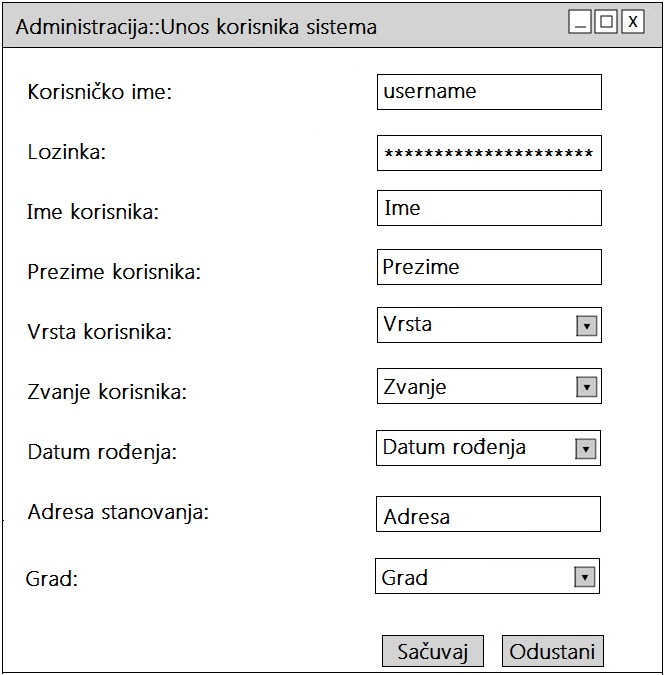 Administracija::Unos korisnika sistema
Korisničko ime: username
Lozinka: *********************
Ime korisnika: Ime
Prezime korisnika: Prezime
Vrsta korisnika: Vrsta
Zvanje korisnika: Zvanje
Datum rođenja: Datum rođenja
Adresa stanovanja: Adresa
Grad: Grad
Sačuvaj Odustani